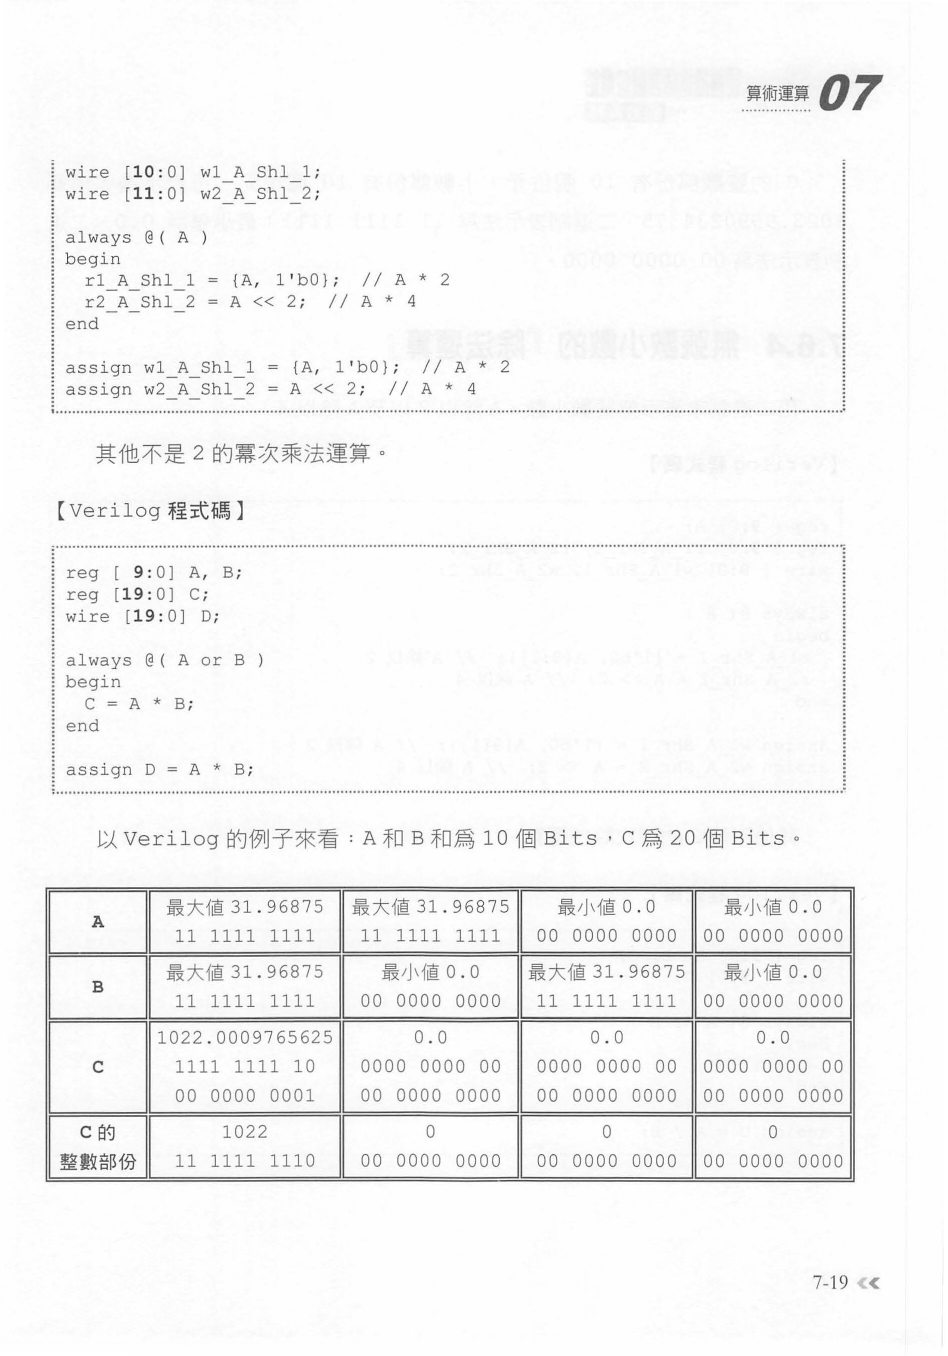 算術運算 07
wire [10:0] w1_A_Shl_1;
wire [11:0] w2_A_Shl_2;
always @( A )
begin
r1_A_Shl_1 = {A, 1'b0}; // A * 2
r2_A_Shl_2 = A << 2; // A * 4
end
assign w1_A_Shl_1 = {A, 1'b0}; // A * 2
assign w2_A_Shl_2 = A << 2; // A * 4
其他不是 2 的冪次乘法運算。
【Verilog 程式碼】
reg [ 9:0] A, B;
reg [19:0] C;
wire [19:0] D;
always @( A or B )
begin
C = A * B;
end
assign D = A * B;
以 Verilog 的例子來看：A 和 B 和為 10 個 Bits，C 為 20 個 Bits。
A 最大值 31.96875 最大值 31.96875 最小值 0.0 最小值 0.0
11 1111 1111 11 1111 1111 00 0000 0000 00 0000 0000
B 最大值 31.96875 最小值 0.0 最大值 31.96875 最小值 0.0
11 1111 1111 00 0000 0000 11 1111 1111 00 0000 0000
C 1022.0009765625 0.0 0.0 0.0
1111 1111 10 0000 0000 00 0000 0000 00 0000 0000 00
00 0000 0001 00 0000 0000 00 0000 0000 00 0000 0000
C 的 1022 0 0 0
整數部份 11 1111 1110 00 0000 0000 00 0000 0000 00 0000 0000
7-19